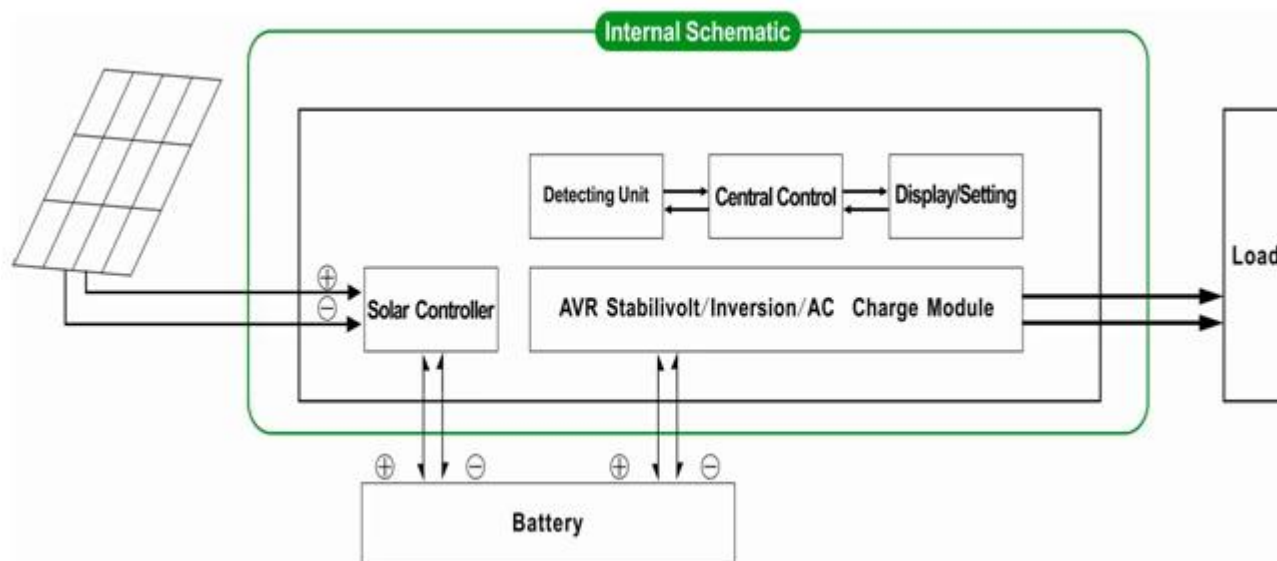 Internal Schematic
Detecting Unit
Central Control
Display/Setting
Load
⊕
⊖
Solar Controller
AVR Stabilivolt/Inversion/AC Charge Module
⊕ ⊖ ⊕ ⊖
Battery